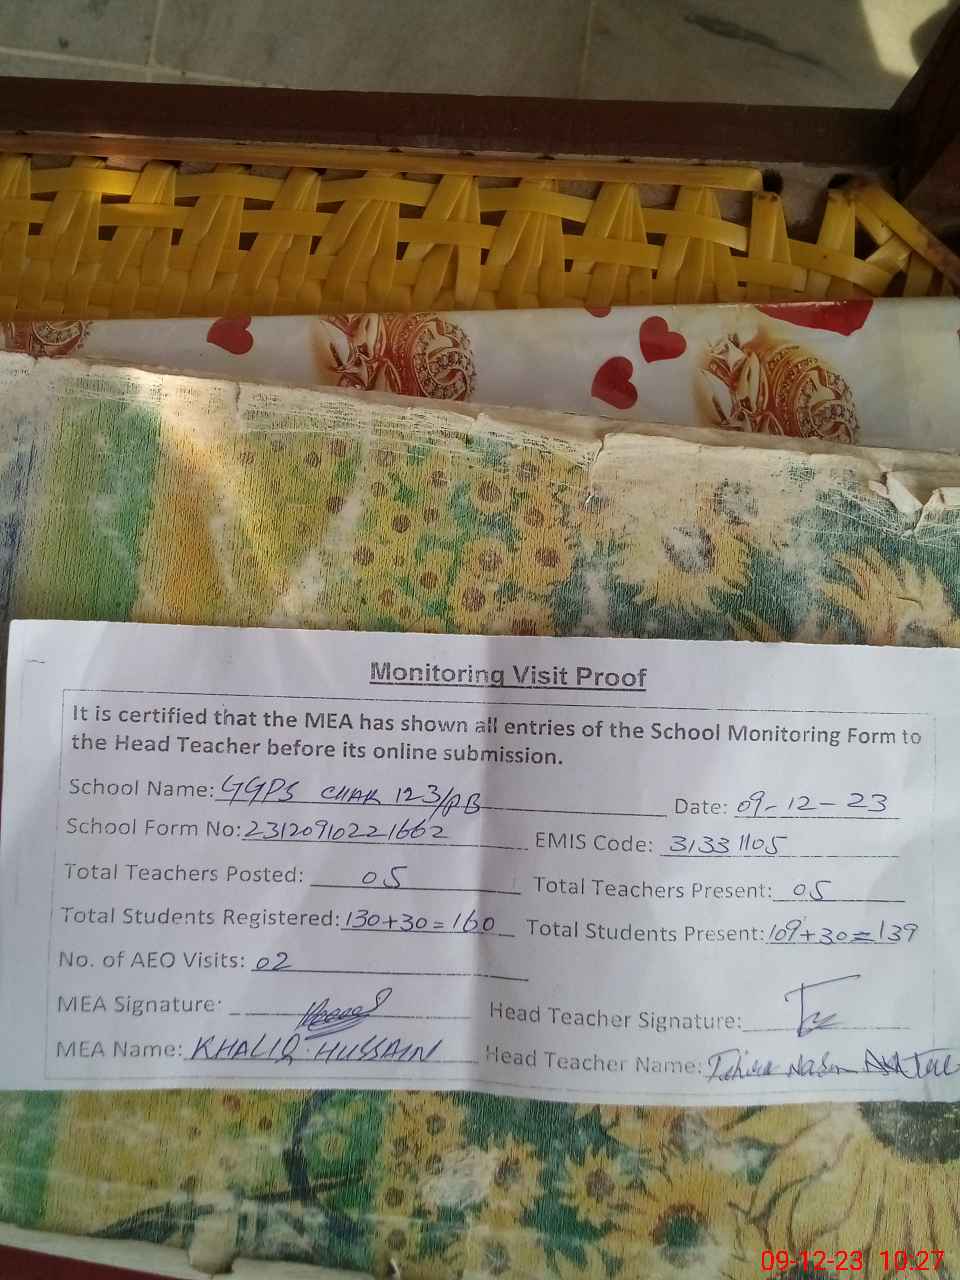 Monitoring Visit Proof
It is certified that the MEA has shown all entries of the School Monitoring Form to
the Head Teacher before its online submission.
School Name: GGPS CHAK 123/PB Date: 09-12-23
School Form No: 23120910221662 EMIS Code: 31331105
Total Teachers Posted: 05 Total Teachers Present: 05
Total Students Registered: 130+30=160 Total Students Present: 109+30=139
No. of AEO Visits: 02
MEA Signature: Head Teacher Signature:
MEA Name: KHALIQ HUSSAIN Head Teacher Name: Tahira
09-12-23 10:27